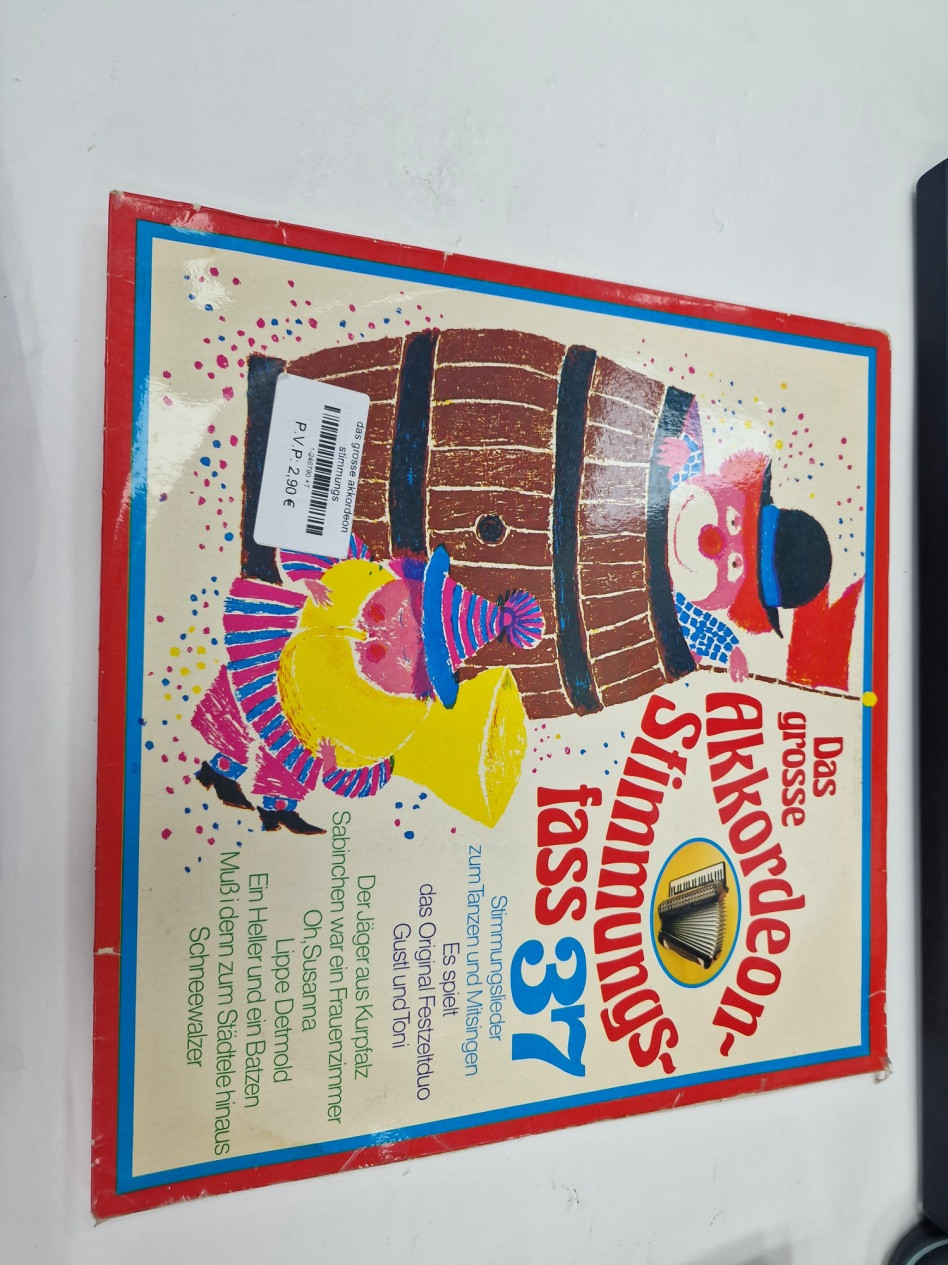 Das
grosse
Akkordeon-
Stimmungs-
fass 37
Stimmungslieder
zum Tanzen und Mitsingen
Es spielt
das Original Festzeltduo
Gustl und Toni
Der Jäger aus Kurpfalz
Sabinchen war ein Frauenzimmer
Oh, Susanna
Lippe Detmold
Ein Heller und ein Batzen
Muß i denn zum Städtele hinaus
Schneewalzer
das grosse akkordeon
stimmungs
P.V.P: 2,90 €